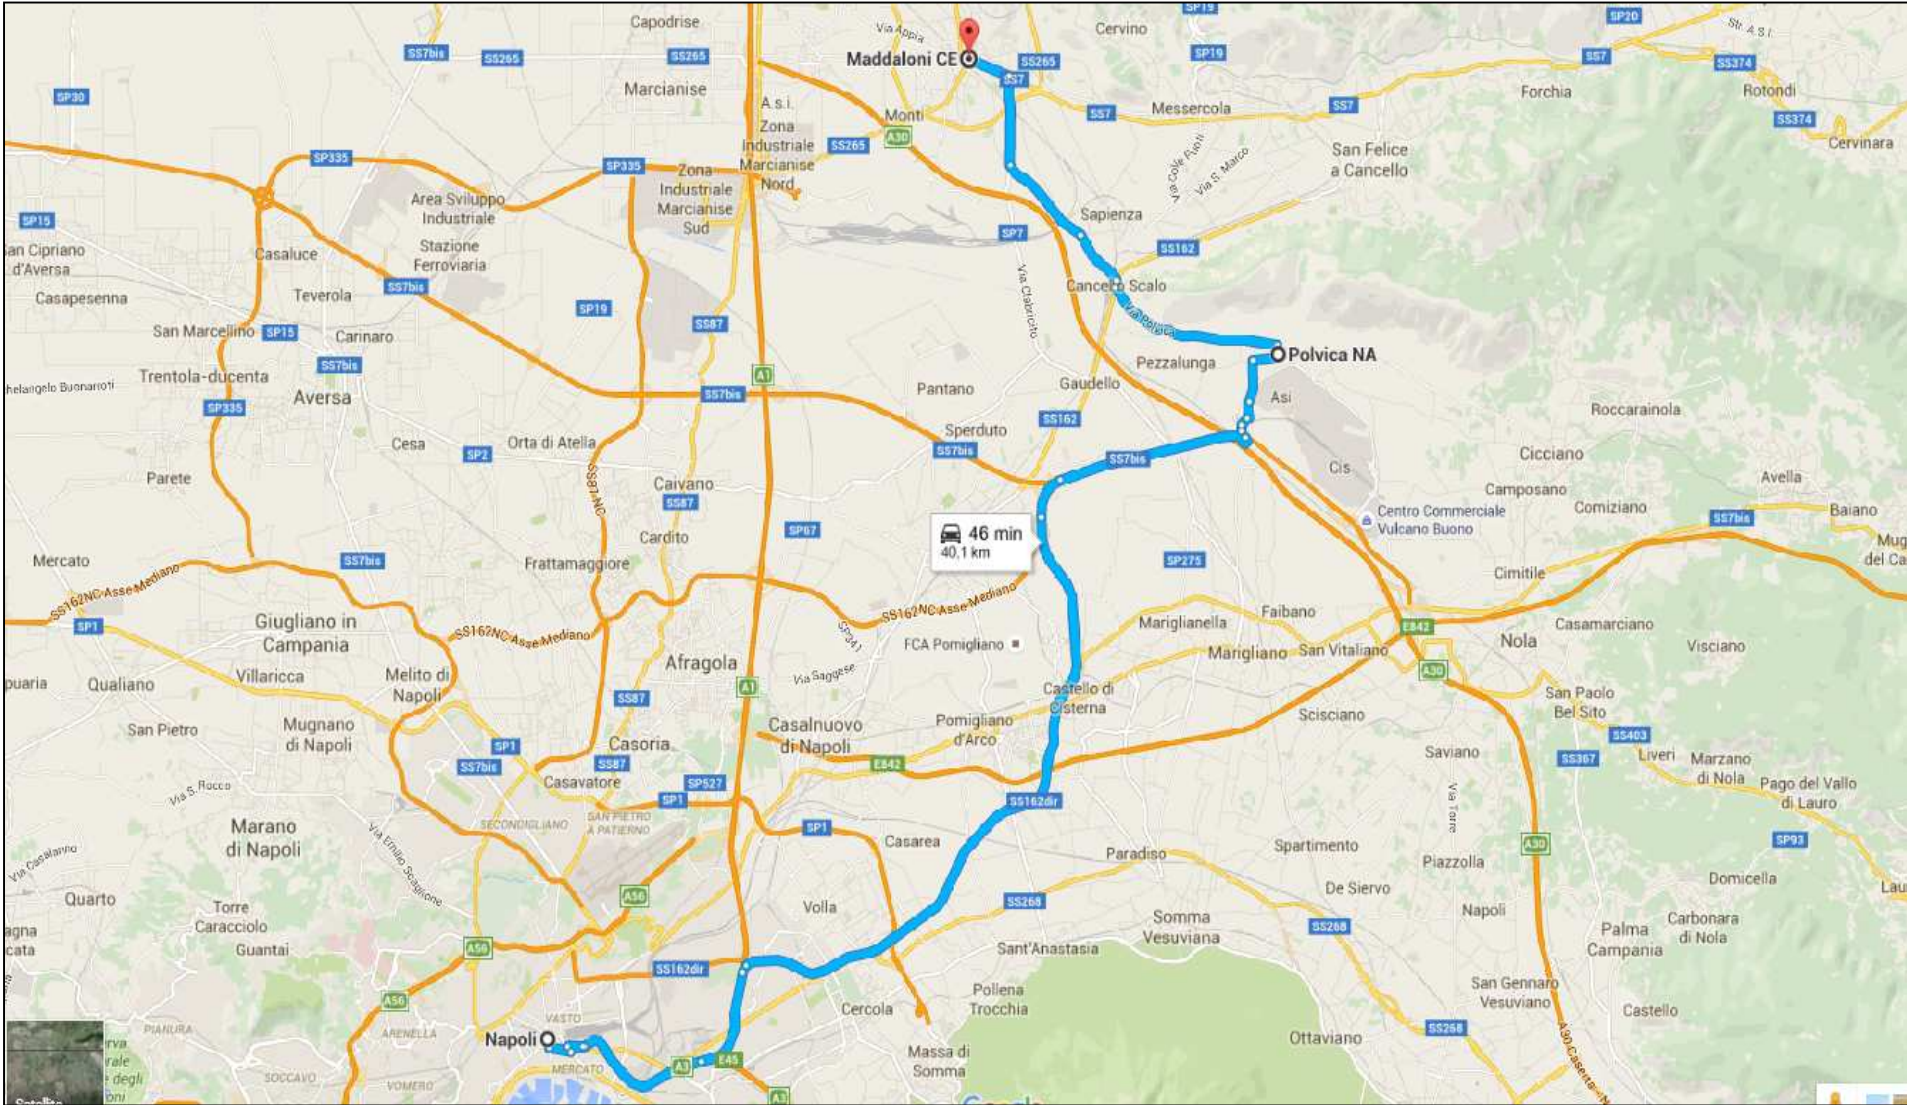 SP19
SP20
Capodrise
Via Appia
Cervino
Str. A.S.I.
SS7bis
SS265
SS265
Maddaloni CE
SS265
SP19
SS7
SS374
SP30
Marcianise
A.s.i.
Zona
Industriale
Marcianise
Nord
Monti
SS7
SS7
Messercola
SS7
Forchia
Rotondi
SS374
Cervinara
A30
SS265
SP335
SP335
Zona
Industriale
Marcianise
Sud
Area Sviluppo
Industriale
San Felice
a Cancello
Via S. Marco
SP15
Sapienza
SP7
SS162
San Cipriano
d'Aversa
Casaluce
Stazione
Ferroviaria
Casapesenna
Teverola
SS7bis
SP19
Via Clabricito
Cancello Scalo
Via Polvica
San Marcellino
SP15
Carinaro
SS87
SS7bis
Polvica NA
Pezzalunga
Trentola-ducenta
A1
Gaudello
Pantano
SS7bis
Aversa
Asi
SP335
SS162
Roccarainola
Cesa
Orta di Atella
Sperduto
SS7bis
SP2
SS7bis
Cicciano
Cis
Parete
SS87 NC
Caivano
SS87
Avella
Camposano
Comiziano
Baiano
Centro Commerciale
Vulcano Buono
SS7bis
46 min
40,1 km
SP67
Cardito
Mercato
SS7bis
Frattamaggiore
SP275
Cimitile
SS162NC Asse Mediano
SS162NC Asse Mediano
SS162NC Asse Mediano
SP1
Giugliano in
Campania
SP341
FCA Pomigliano
Mariglianella
Faibano
E842
Casamarciano
Nola
Visciano
Marigliano
San Vitaliano
Afragola
Via Saggese
A30
Villaricca
Melito di
Napoli
Qualiano
A1
SS87
Castello di
Cisterna
San Paolo
Bel Sito
San Pietro
Mugnano
di Napoli
Casalnuovo
di Napoli
Pomigliano
d'Arco
Scisciano
SS403
SP1
Casoria
Saviano
SS7bis
SS87
E842
SS367
Liveri
Marzano
di Nola
Casavatore
SP527
Pago del Vallo
di Lauro
Via S. Rocco
SP1
SS162dir
Via Torre
SECONDIGLIANO
SAN PIETRO
A PATIERNO
SP1
Marano
di Napoli
Via Emilio Scaglione
Casarea
Paradiso
Spartimento
A30
SP93
Via Casalanno
Piazzolla
Domicella
De Siervo
Quarto
A56
Volla
SS268
Napoli
Torre
Caracciolo
Guantai
A56
Somma
Vesuviana
SS268
Palma
Campania
Carbonara
di Nola
Sant'Anastasia
SS162dir
A56
Cercola
Pollena
Trocchia
San Gennaro
Vesuviano
Castello
PIANURA
ARENELLA
VASTO
Napoli
SS268
Ottaviano
A30 Caserta
MERCATO
A3
E45
Massa di
Somma
SOCCAVO
VOMERO
A3
Google